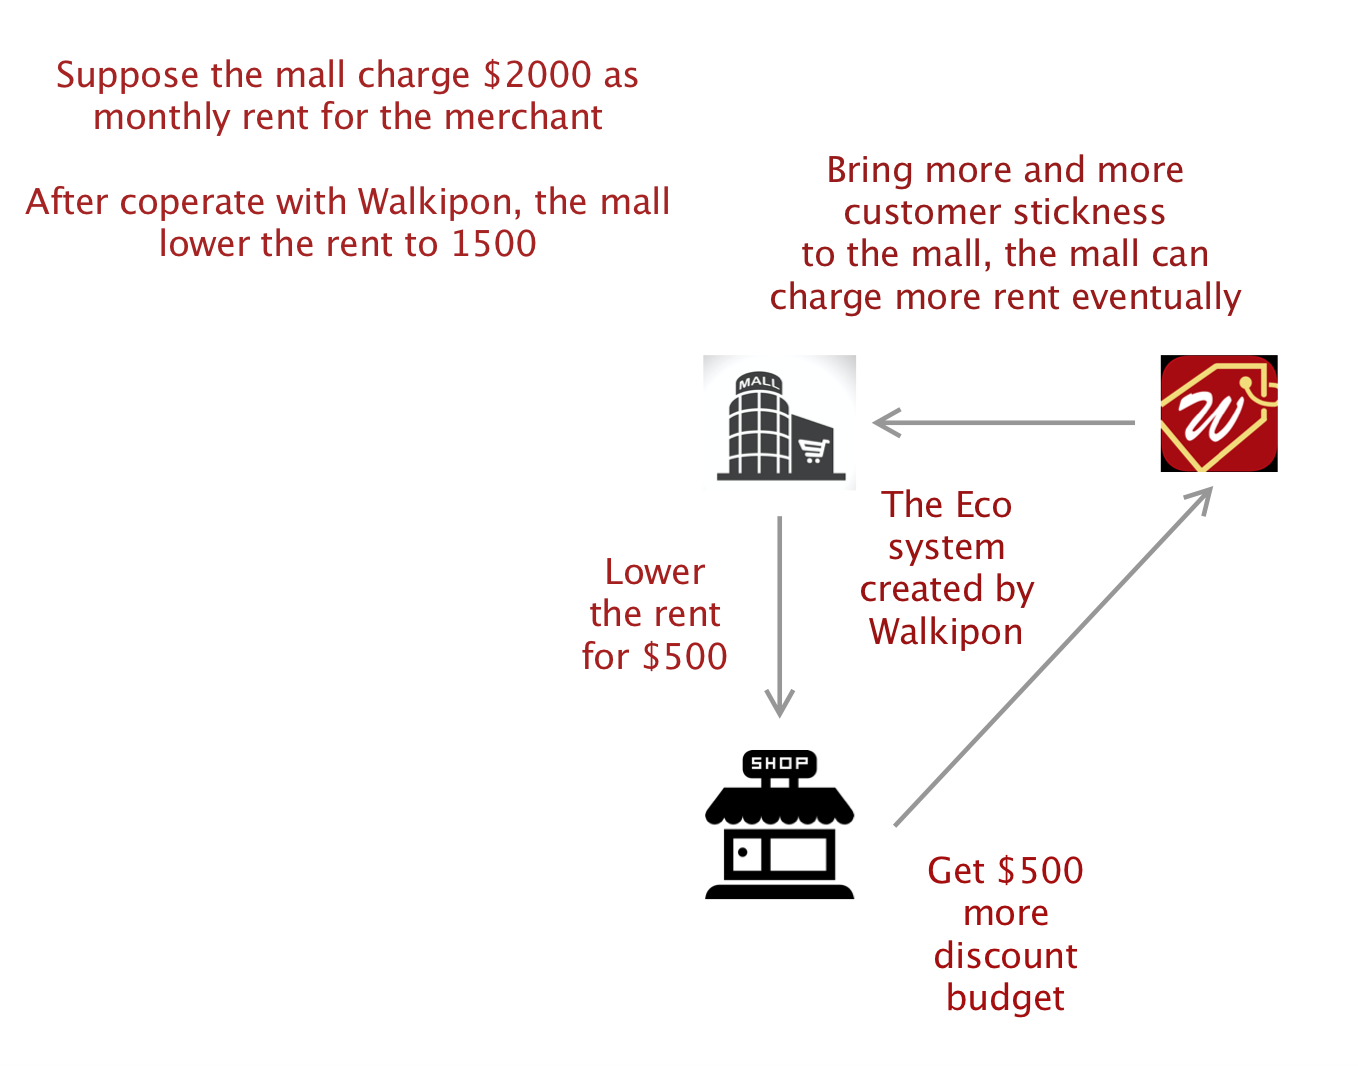 Suppose the mall charge $2000 as
monthly rent for the merchant
After coperate with Walkipon, the mall
lower the rent to 1500
Bring more and more
customer stickness
to the mall, the mall can
charge more rent eventually
MALL
W
The Eco
system
created by
Walkipon
Lower
the rent
for $500
SHOP
Get $500
more
discount
budget